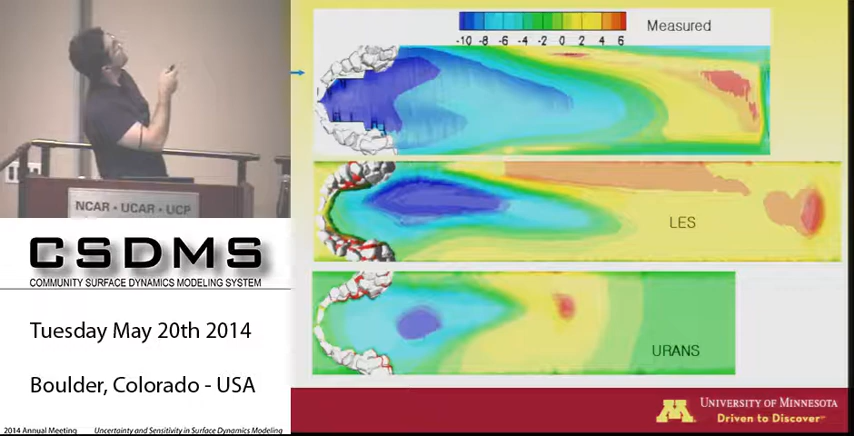 NCAR • UCAR • UCP
CSDMS
COMMUNITY SURFACE DYNAMICS MODELING SYSTEM
Tuesday May 20th 2014
Boulder, Colorado - USA
2014 Annual Meeting
Uncertainty and Sensitivity in Surface Dynamics Modeling
-10 -8 -6 -4 -2 0 2 4 6
Measured
LES
URANS
M
UNIVERSITY OF MINNESOTA
Driven to Discover